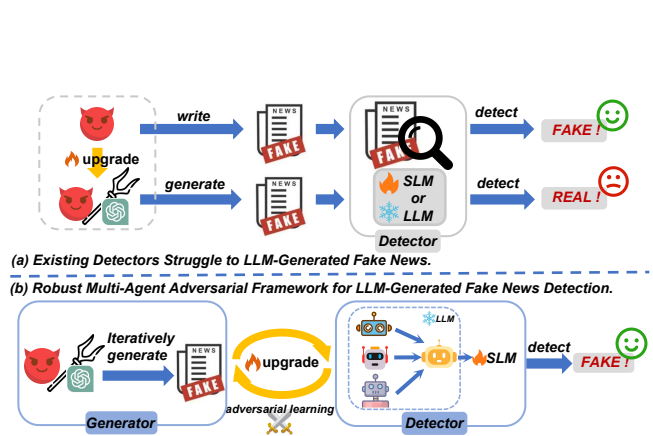 write
NEWS
FAKE
NEWS
FAKE
detect
FAKE !
upgrade
generate
NEWS
FAKE
SLM
or
LLM
detect
REAL !
Detector
(a) Existing Detectors Struggle to LLM-Generated Fake News.
(b) Robust Multi-Agent Adversarial Framework for LLM-Generated Fake News Detection.
Iteratively
generate
NEWS
FAKE
upgrade
adversarial learning
LLM
SLM
detect
FAKE !
Generator
Detector